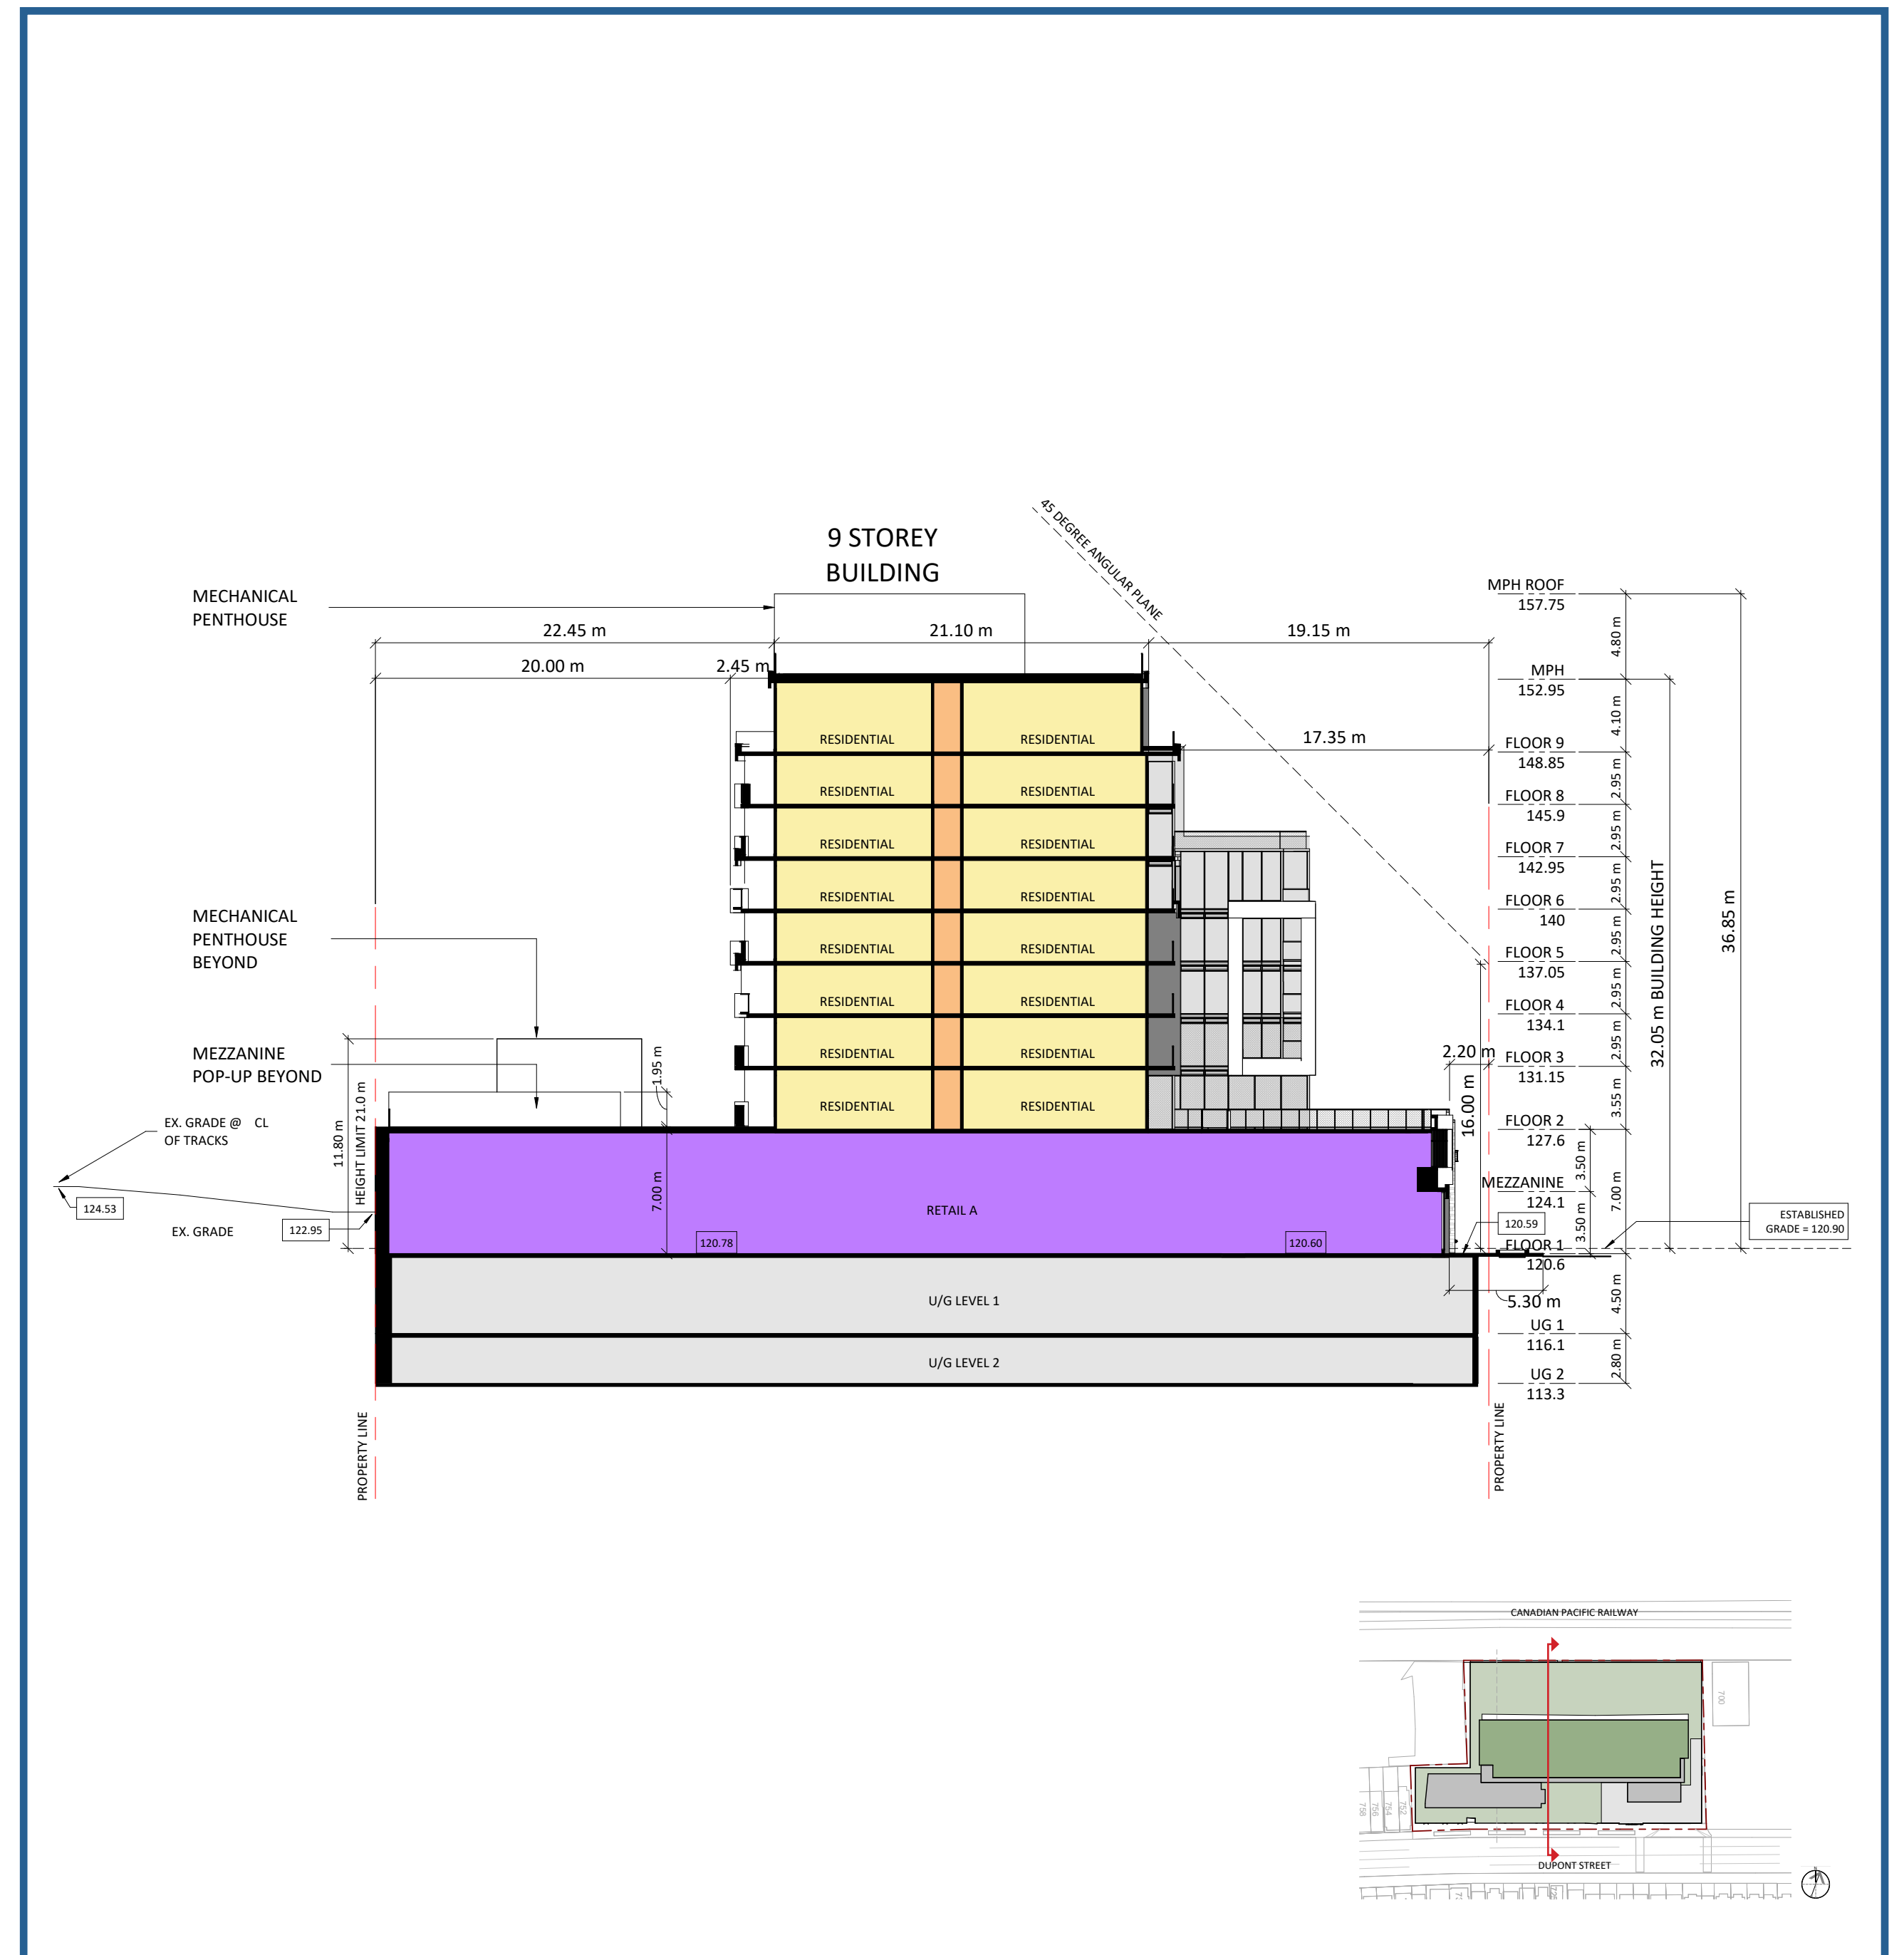 9 STOREY
BUILDING
45 DEGREE ANGULAR PLANE
MECHANICAL
PENTHOUSE
22.45 m
21.10 m
19.15 m
20.00 m
2.45 m
17.35 m
MPH ROOF
157.75
4.80 m
MPH
152.95
4.10 m
RESIDENTIAL
RESIDENTIAL
FLOOR 9
148.85
2.95 m
RESIDENTIAL
RESIDENTIAL
FLOOR 8
145.9
2.95 m
RESIDENTIAL
RESIDENTIAL
FLOOR 7
142.95
2.95 m
RESIDENTIAL
RESIDENTIAL
FLOOR 6
140
2.95 m
RESIDENTIAL
RESIDENTIAL
FLOOR 5
137.05
2.95 m
RESIDENTIAL
RESIDENTIAL
FLOOR 4
134.1
2.95 m
RESIDENTIAL
RESIDENTIAL
FLOOR 3
131.15
3.55 m
RESIDENTIAL
RESIDENTIAL
FLOOR 2
127.6
3.50 m
MEZZANINE
124.1
3.50 m
7.00 m
FLOOR 1
120.6
4.50 m
UG 1
116.1
2.80 m
UG 2
113.3
32.05 m BUILDING HEIGHT
36.85 m
2.20 m
16.00 m
5.30 m
120.59
ESTABLISHED
GRADE = 120.90
MECHANICAL
PENTHOUSE
BEYOND
MEZZANINE
POP-UP BEYOND
EX. GRADE @ CL
OF TRACKS
124.53
EX. GRADE
122.95
11.80 m
HEIGHT LIMIT 21.0 m
1.95 m
7.00 m
RETAIL A
120.78
120.60
U/G LEVEL 1
U/G LEVEL 2
PROPERTY LINE
PROPERTY LINE
CANADIAN PACIFIC RAILWAY
700
758
756
754
752
DUPONT STREET